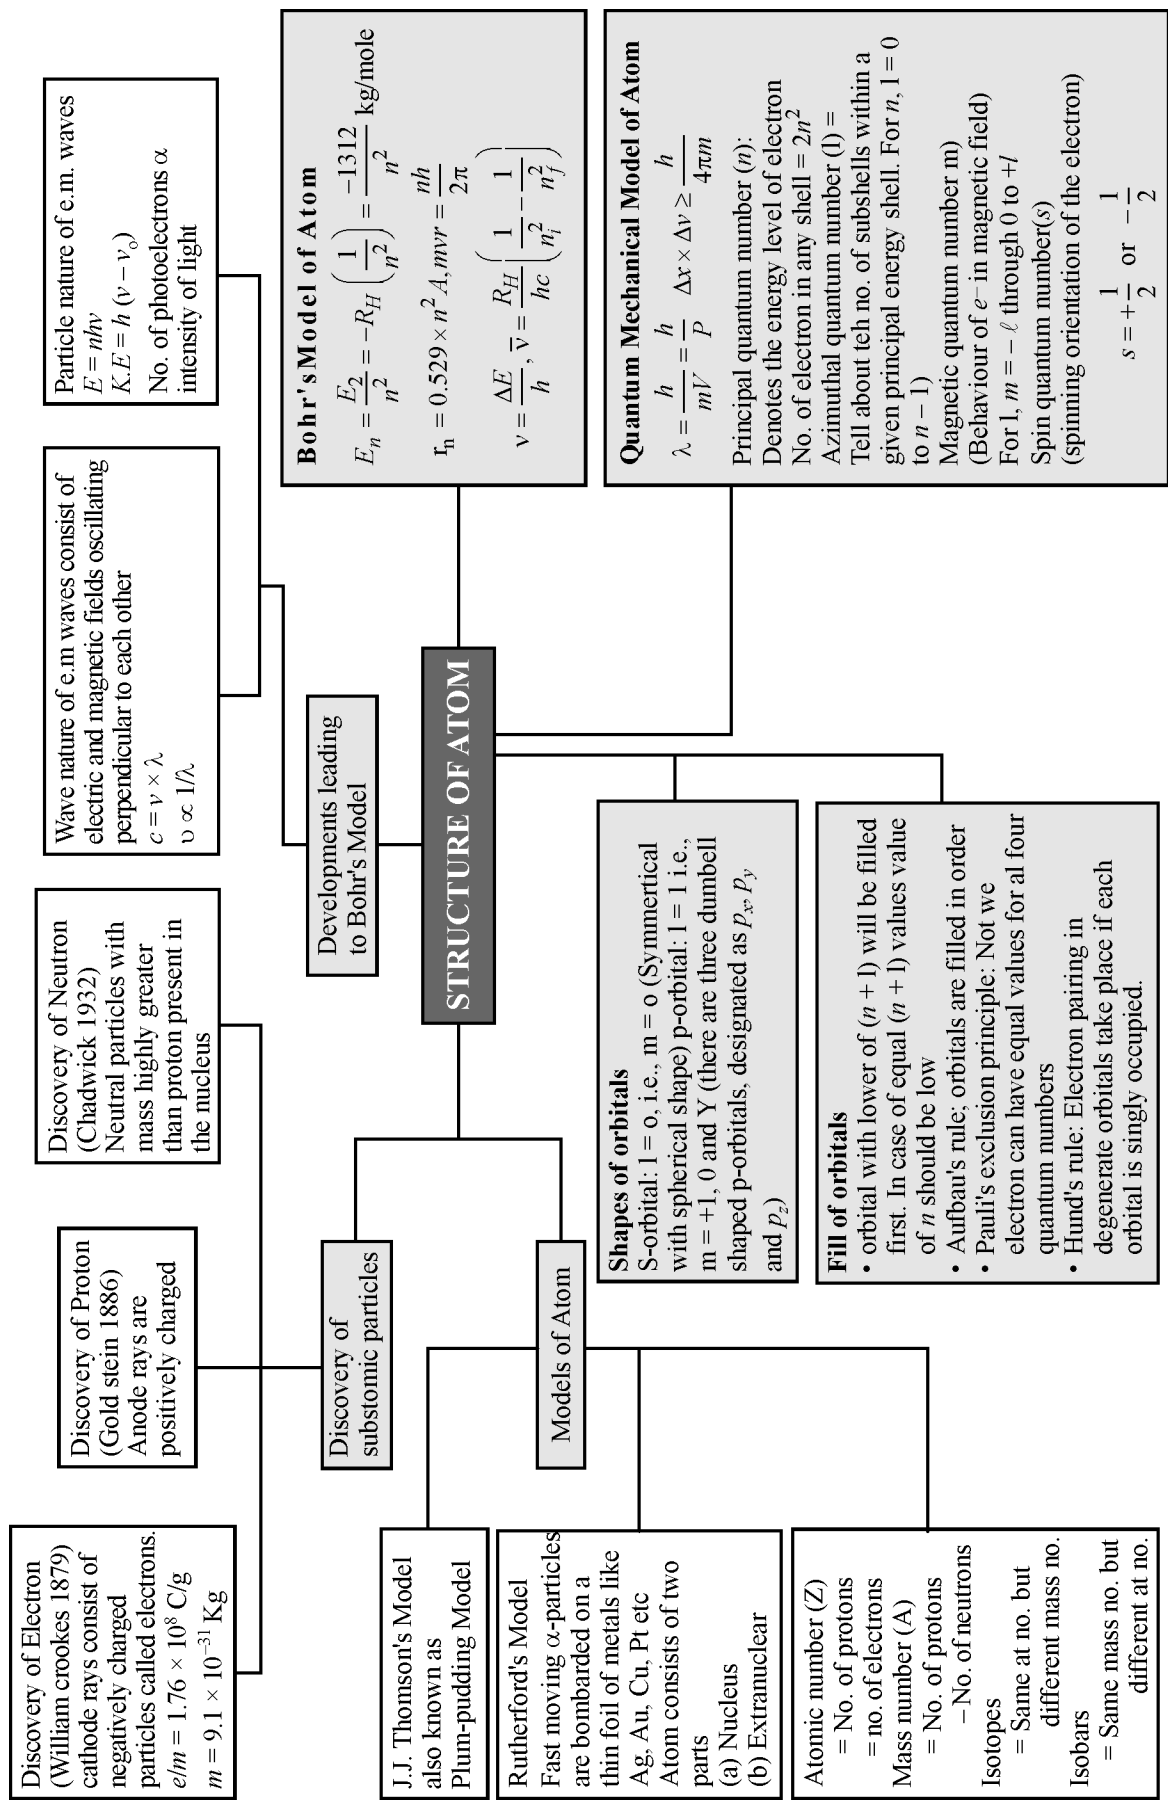 Discovery of Electron
(William crookes 1879)
cathode rays consist of
negatively charged
particles called electrons.
e/m = 1.76 × 10⁸ C/g
m = 9.1 × 10⁻³¹ Kg
Discovery of Proton
(Gold stein 1886)
Anode rays are
positively charged
Discovery of Neutron
(Chadwick 1932)
Neutral particles with
mass highly greater
than proton present in
the nucleus
Wave nature of e.m waves consist of
electric and magnetic fields oscillating
perpendicular to each other
c = v × λ
υ ∝ 1/λ
Particle nature of e.m. waves
E = nhv
K.E = h (v − v₀)
No. of photoelectrons α
intensity of light
Discovery of
substomic particles
Developments leading
to Bohr's Model
STRUCTURE OF ATOM
Models of Atom
J.J. Thomson's Model
also known as
Plum-pudding Model
Rutherford's Model
Fast moving α-particles
are bombarded on a
thin foil of metals like
Ag, Au, Cu, Pt etc
Atom consists of two
parts
(a) Nucleus
(b) Extranuclear
Atomic number (Z)
= No. of protons
= no. of electrons
Mass number (A)
= No. of protons
−No. of neutrons
Isotopes
= Same at no. but
different mass no.
Isobars
= Same mass no. but
different at no.
Shapes of orbitals
S-orbital: l = o, i.e., m = o (Symmertical
with spherical shape) p-orbital: l = 1 i.e.,
m = +1, 0 and Y (there are three dumbell
shaped p-orbitals, designated as pₓ, p_y
and p_z)
Fill of orbitals
• orbital with lower of (n + 1) will be filled
first. In case of equal (n + 1) values value
of n should be low
• Aufbau's rule; orbitals are filled in order
• Pauli's exclusion principle: Not we
electron can have equal values for al four
quantum numbers
• Hund's rule: Electron pairing in
degenerate orbitals take place if each
orbital is singly occupied.
Bohr's Model of Atom
Eₙ = E₂/n² = −R_H (1/n²) = −1312/n² kg/mole
rₙ = 0.529 × n² A, mvr = nh/2π
ν = ΔE/h, ν̅ = R_H/hc (1/n_i² − 1/n_f²)
Quantum Mechanical Model of Atom
λ = h/mV = h/P Δx × Δv ≥ h/4πm
Principal quantum number (n):
Denotes the energy level of electron
No. of electron in any shell = 2n²
Azimuthal quantum number (l) =
Tell about teh no. of subshells within a
given principal energy shell. For n, l = 0
to n − 1)
Magnetic quantum number m)
(Behaviour of e⁻ in magnetic field)
For l, m = − ℓ through 0 to +l
Spin quantum number(s)
(spinning orientation of the electron)
s = +1/2 or −1/2